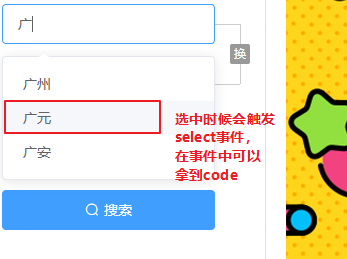 广
换
广州
广元
广安
选中时候会触发
select事件，
在事件中可以
拿到code
搜索